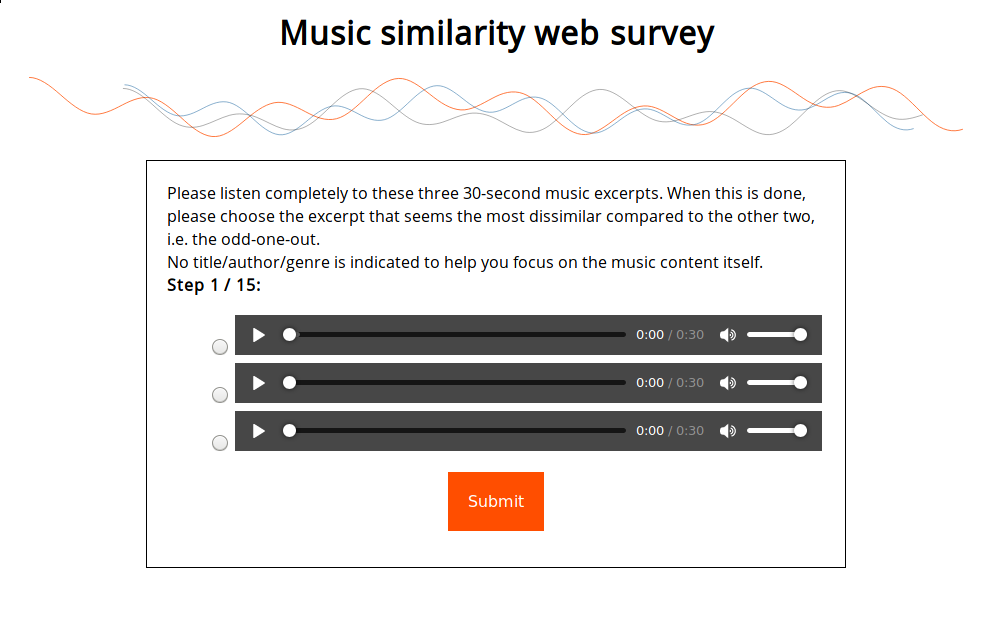 Music similarity web survey
Please listen completely to these three 30-second music excerpts. When this is done,
please choose the excerpt that seems the most dissimilar compared to the other two,
i.e. the odd-one-out.
No title/author/genre is indicated to help you focus on the music content itself.
Step 1 / 15:
0:00 / 0:30
0:00 / 0:30
0:00 / 0:30
Submit